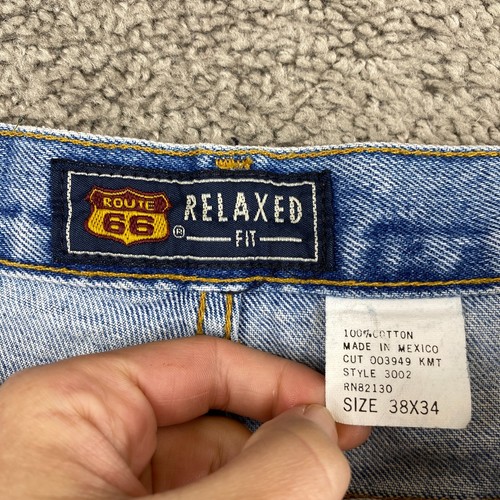 ROUTE
66
®
RELAXED
FIT
100%COTTON
MADE IN MEXICO
CUT 003949 KMT
STYLE 3002
RN82130
SIZE 38X34